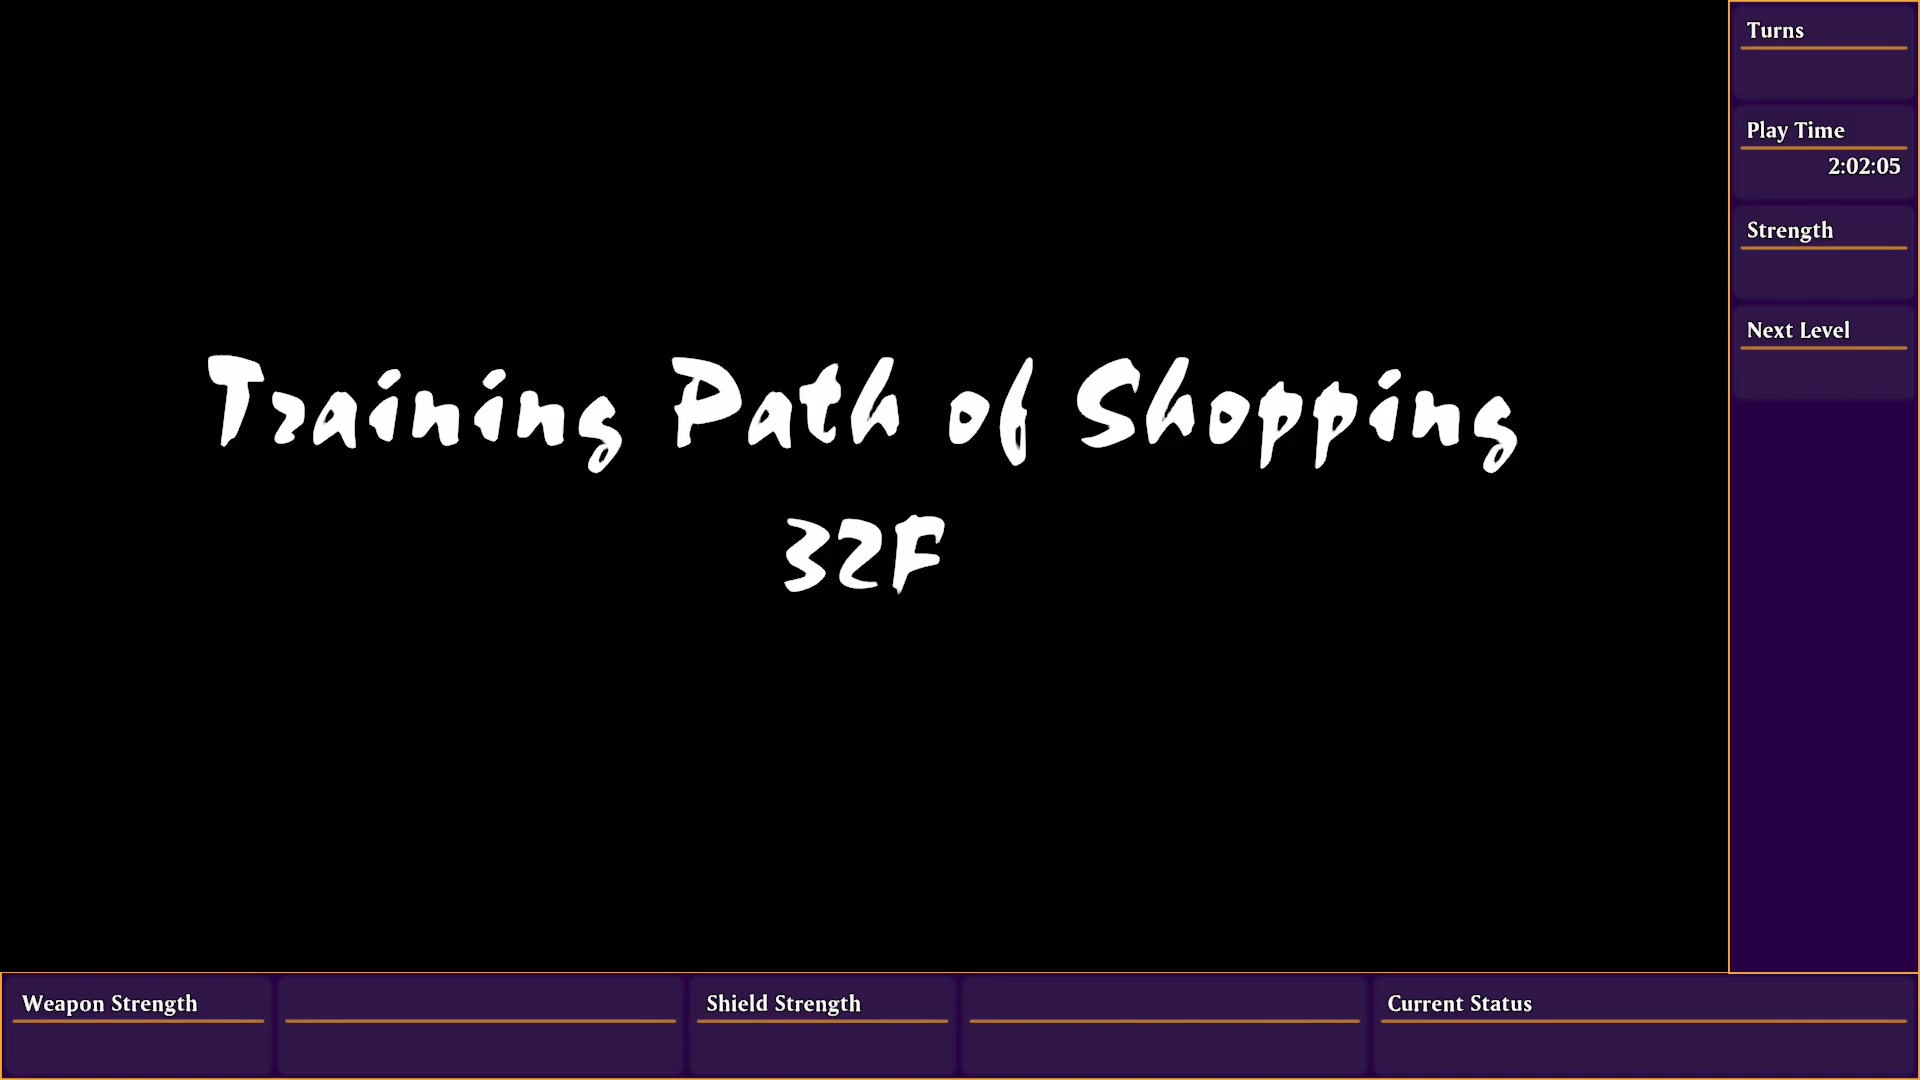 Turns
Play Time
2:02:05
Strength
Next Level
Training Path of Shopping
32F
Weapon Strength
Shield Strength
Current Status